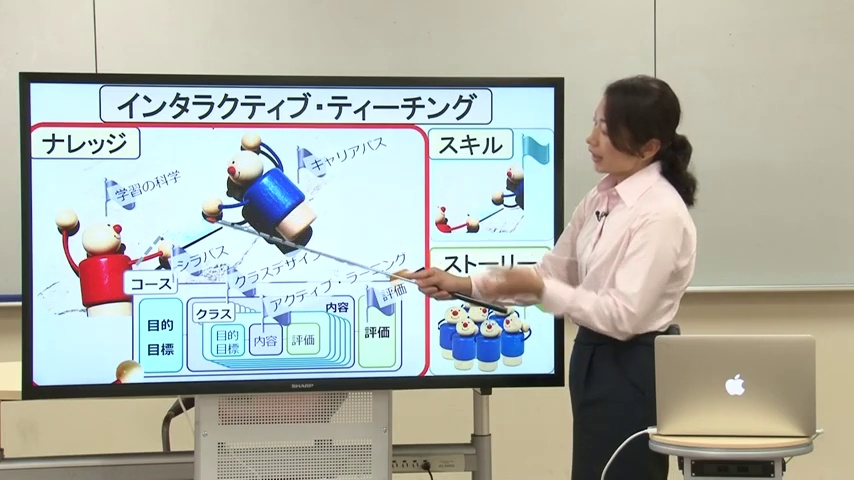 インタラクティブ・ティーチング
ナレッジ
学習の科学
キャリアパス
シラバス
クラスデザイン
アクティブ・ラーニング
評価
コース
目的
目標
クラス
目的
目標
内容
評価
内容
評価
スキル
ストーリー
SHARP